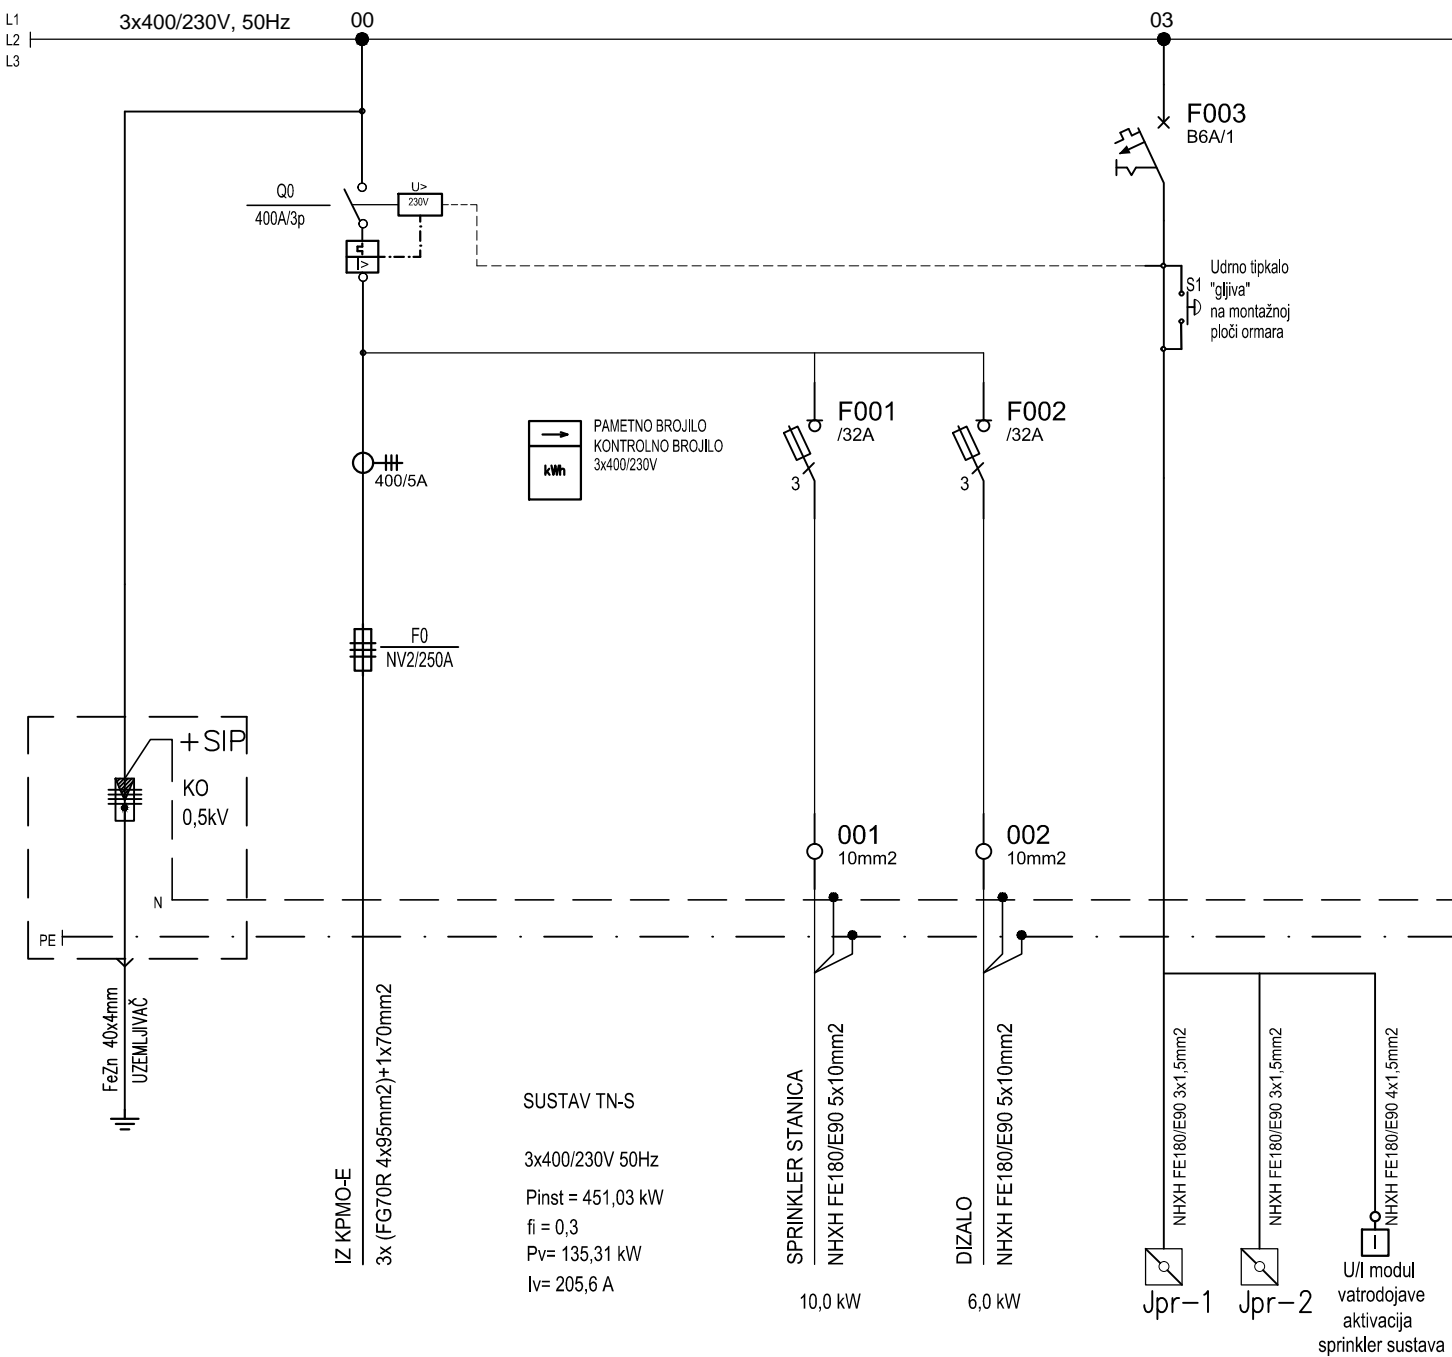 L1
L2
L3
3x400/230V, 50Hz
00
03
F003
B6A/1
Q0
400A/3p
U>
230V
I>
Udrno tipkalo
"gljiva"
na montažnoj
ploči ormara
S1
PAMETNO BROJILO
KONTROLNO BROJILO
3x400/230V
kWh
400/5A
F001
/32A
3
F002
/32A
3
F0
NV2/250A
+SIP
KO
0,5kV
001
10mm2
002
10mm2
N
PE
FeZn 40x4mm
UZEMLJIVAČ
IZ KPMO-E
3x (FG70R 4x95mm2)+1x70mm2
SUSTAV TN-S
3x400/230V 50Hz
Pinst = 451,03 kW
fi = 0,3
Pv= 135,31 kW
Iv= 205,6 A
SPRINKLER STANICA
NHXH FE180/E90 5x10mm2
10,0 kW
DIZALO
NHXH FE180/E90 5x10mm2
6,0 kW
NHXH FE180/E90 3x1,5mm2
Jpr-1
NHXH FE180/E90 3x1,5mm2
Jpr-2
NHXH FE180/E90 4x1,5mm2
I
U/I modul
vatrodojave
aktivacija
sprinkler sustava